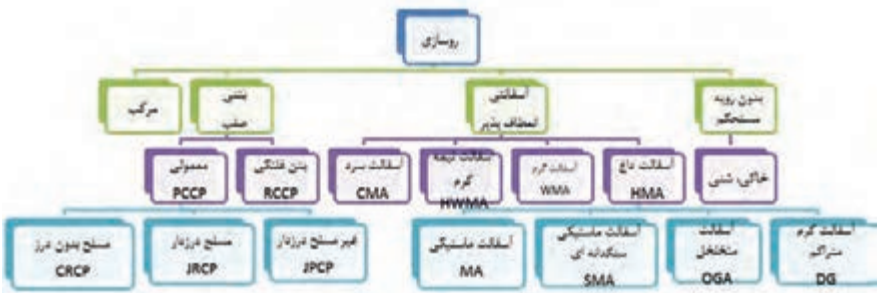 روسازی
بدون رویه
مستحکم
آسفالتی
انعطاف پذیر
بتنی
صلب
مرکب
خاکی، شنی
آسفالت داغ
HMA
آسفالت گرم
WMA
آسفالت نیمه
گرم
HWMA
آسفالت سرد
CMA
بتن غلتکی
RCCP
معمولی
PCCP
آسفالت گرم
متراکم
DG
آسفالت
متخلخل
OGA
آسفالت ماستیکی
سنگدانه ای
SMA
آسفالت ماستیکی
MA
غیر مسلح درزدار
JPCP
مسلح درزدار
JRCP
مسلح بدون درز
CRCP